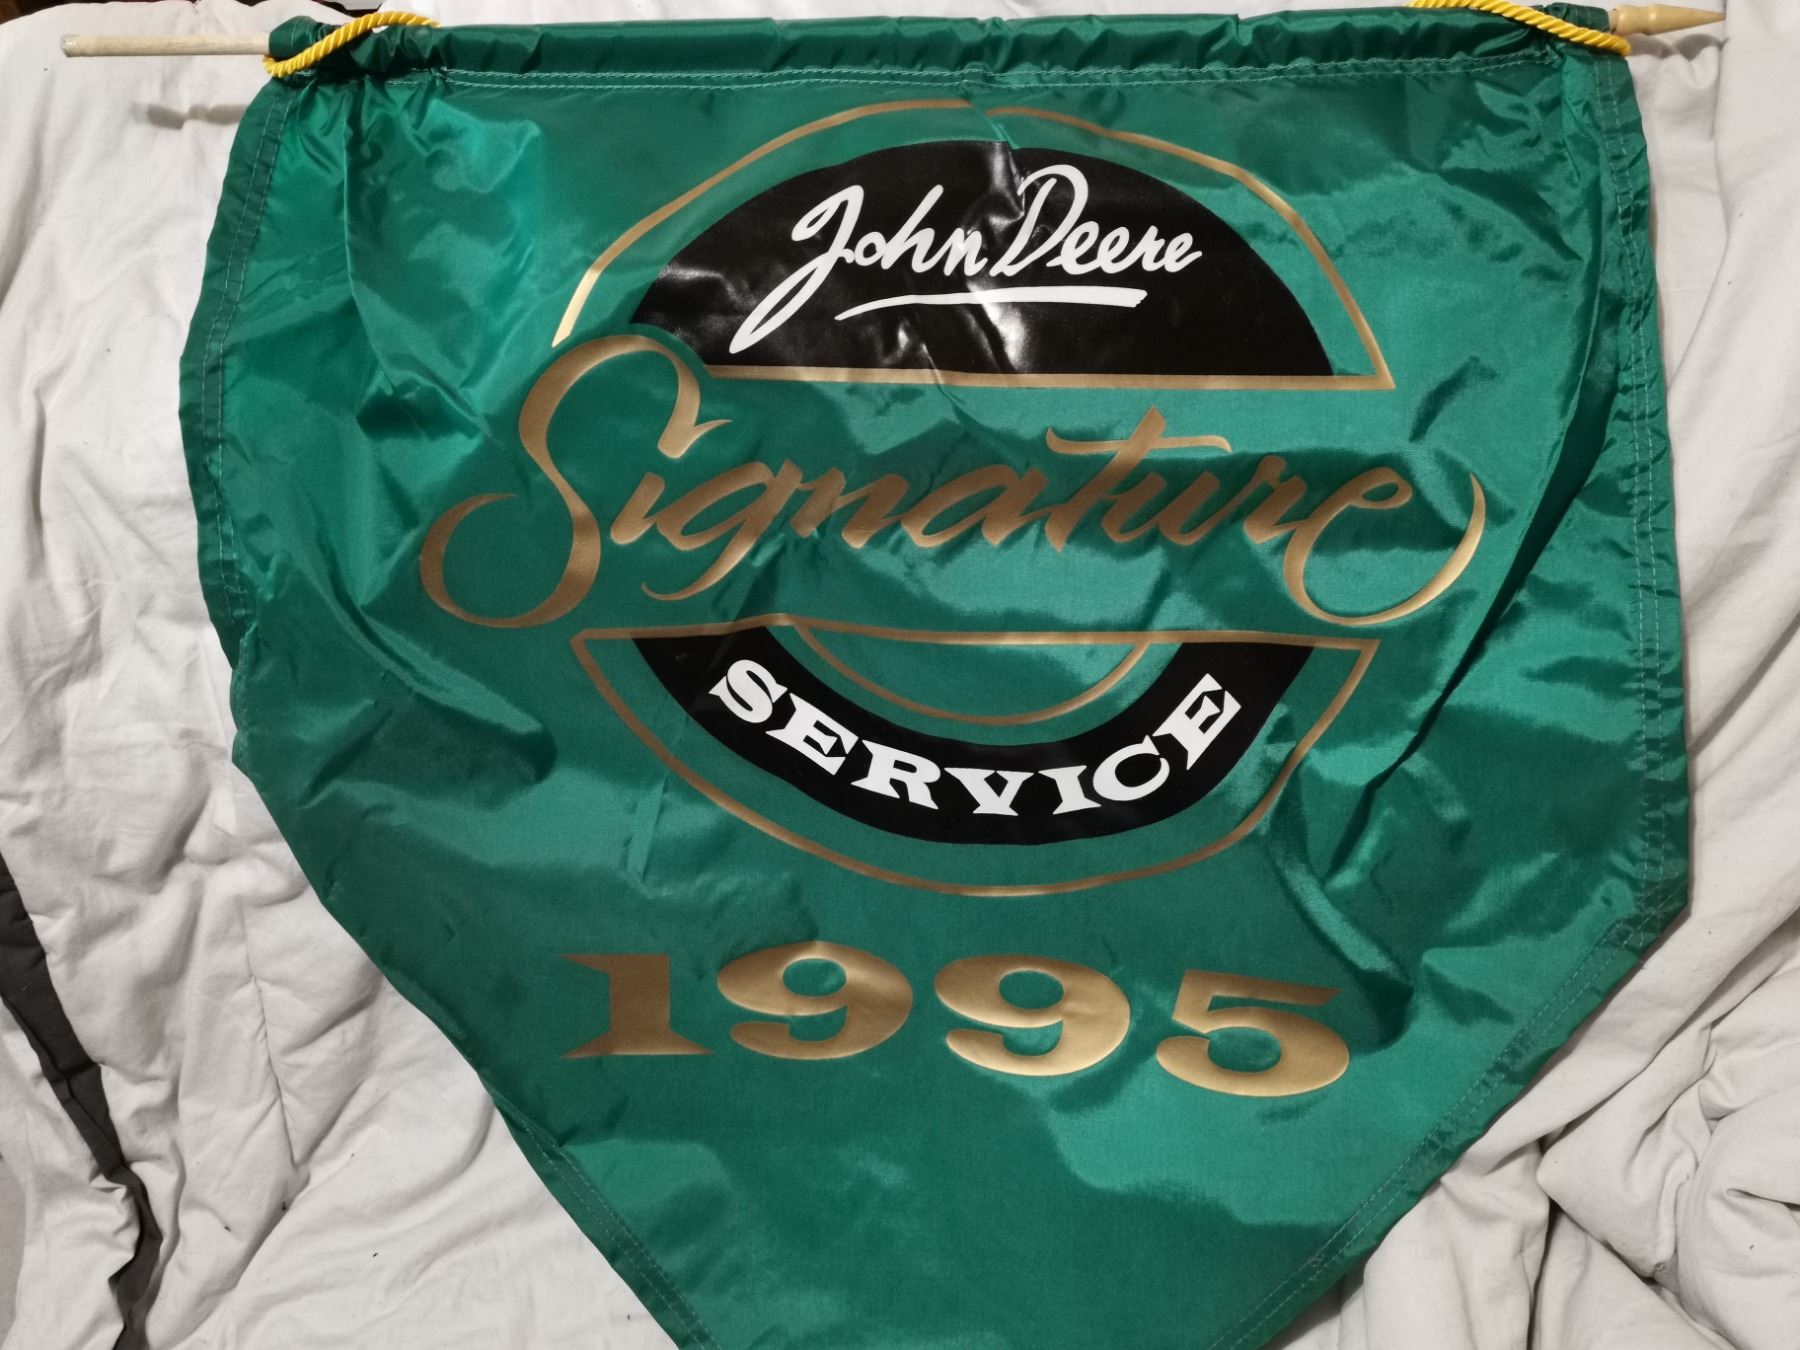 John Deere
Signature
SERVICE
1995